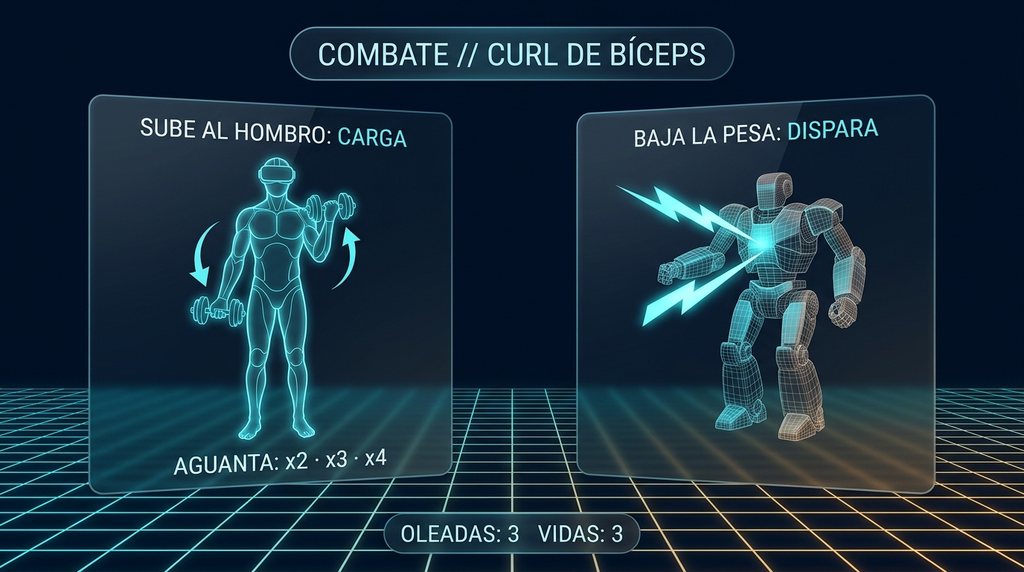 COMBATE // CURL DE BÍCEPS
SUBE AL HOMBRO: CARGA
AGUANTA: x2 · x3 · x4
BAJA LA PESA: DISPARA
OLEADAS: 3 VIDAS: 3